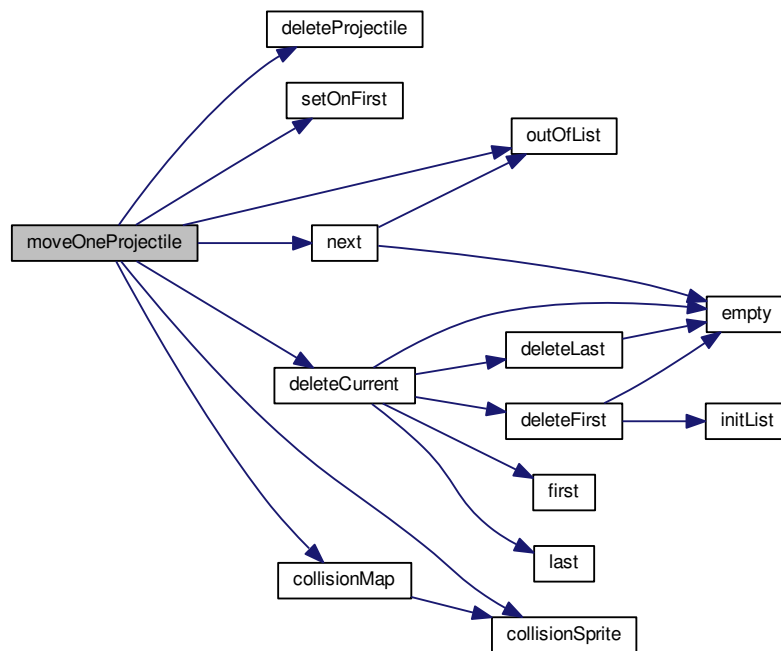 deleteProjectile
setOnFirst
outOfList
moveOneProjectile
next
empty
deleteLast
deleteCurrent
deleteFirst
initList
first
last
collisionMap
collisionSprite